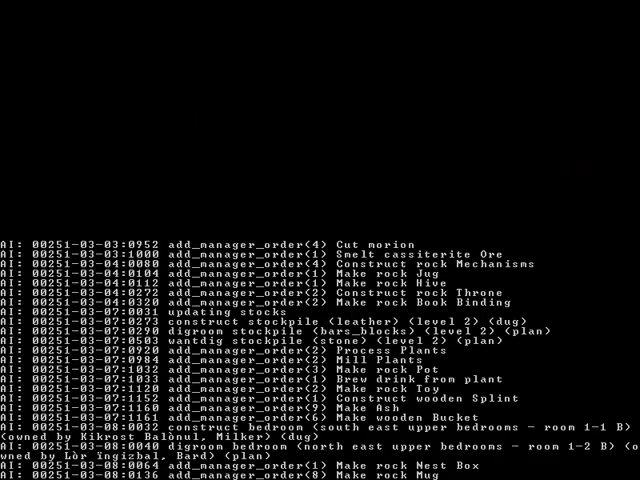 AI: 00251-03-03:0952 add_manager_order(4) Cut morion
AI: 00251-03-03:1000 add_manager_order(1) Smelt cassiterite Ore
AI: 00251-03-04:0080 add_manager_order(4) Construct rock Mechanisms
AI: 00251-03-04:0104 add_manager_order(1) Make rock Jug
AI: 00251-03-04:0112 add_manager_order(1) Make rock Hive
AI: 00251-03-04:0272 add_manager_order(2) Construct rock Throne
AI: 00251-03-04:0320 add_manager_order(2) Make rock Book Binding
AI: 00251-03-07:0031 updating stocks
AI: 00251-03-07:0273 construct stockpile (leather) (level 2) (dug)
AI: 00251-03-07:0290 digroom stockpile (bars_blocks) (level 2) (plan)
AI: 00251-03-07:0503 wantdig stockpile (stone) (level 2) (plan)
AI: 00251-03-07:0920 add_manager_order(2) Process Plants
AI: 00251-03-07:0984 add_manager_order(2) Mill Plants
AI: 00251-03-07:1032 add_manager_order(3) Make rock Pot
AI: 00251-03-07:1033 add_manager_order(1) Brew drink from plant
AI: 00251-03-07:1120 add_manager_order(2) Make rock Toy
AI: 00251-03-07:1152 add_manager_order(1) Construct wooden Splint
AI: 00251-03-07:1160 add_manager_order(9) Make Ash
AI: 00251-03-07:1161 add_manager_order(6) Make wooden Bucket
AI: 00251-03-08:0032 construct bedroom (south east upper bedrooms - room 1-1 B)
(owned by Kikrost Balònul, Milker) (dug)
AI: 00251-03-08:0040 digroom bedroom (north east upper bedrooms - room 1-2 B) (o
wned by Lòr ïngizbal, Bard) (plan)
AI: 00251-03-08:0064 add_manager_order(1) Make rock Nest Box
AI: 00251-03-08:0136 add_manager_order(8) Make rock Mug